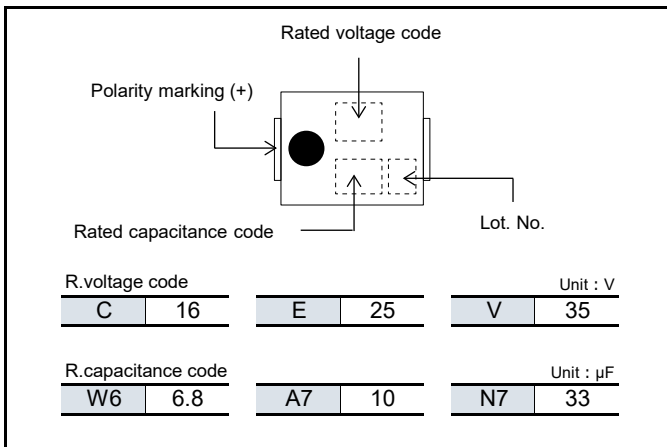 Rated voltage code
Polarity marking (+)
Rated capacitance code
Lot. No.
R.voltage code Unit : V
C 16 E 25 V 35
R.capacitance code Unit : µF
W6 6.8 A7 10 N7 33